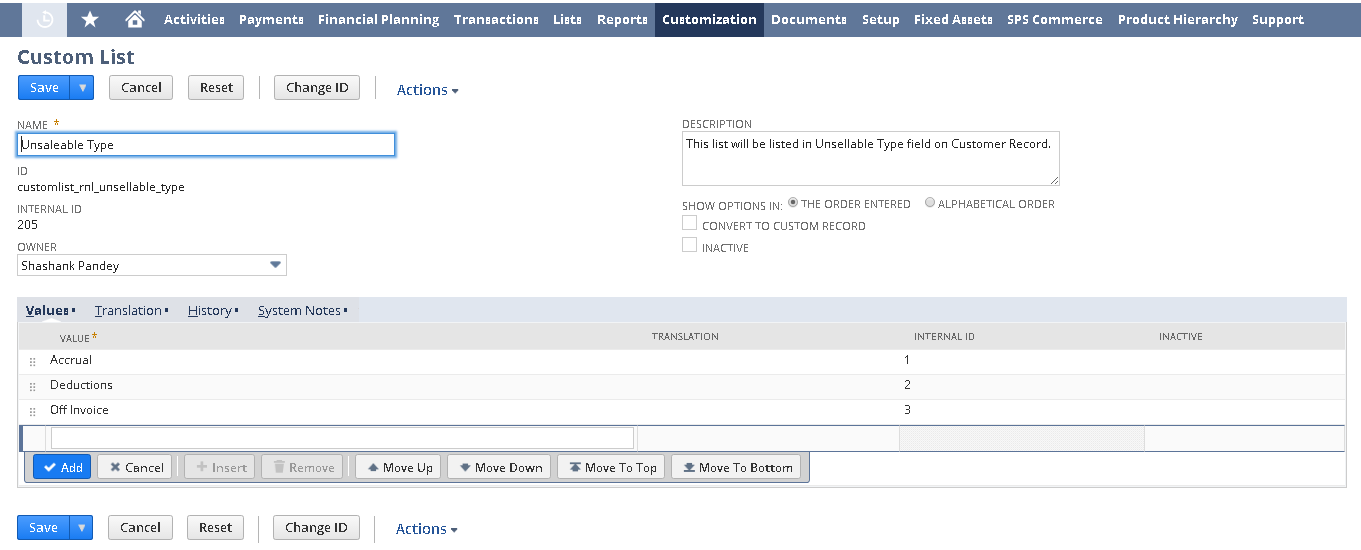 Activities Payments Financial Planning Transactions Lists Reports Customization Documents Setup Fixed Assets SPS Commerce Product Hierarchy Support
Custom List
Save Cancel Reset Change ID Actions
NAME *
Unsaleable Type
ID
customlist_rnl_unsellable_type
INTERNAL ID
205
OWNER
Shashank Pandey
DESCRIPTION
This list will be listed in Unsellable Type field on Customer Record.
SHOW OPTIONS IN: THE ORDER ENTERED ALPHABETICAL ORDER
CONVERT TO CUSTOM RECORD
INACTIVE
Values • Translation • History • System Notes •
VALUE * TRANSLATION INTERNAL ID INACTIVE
Accrual 1
Deductions 2
Off Invoice 3
Add Cancel Insert Remove Move Up Move Down Move To Top Move To Bottom
Save Cancel Reset Change ID Actions